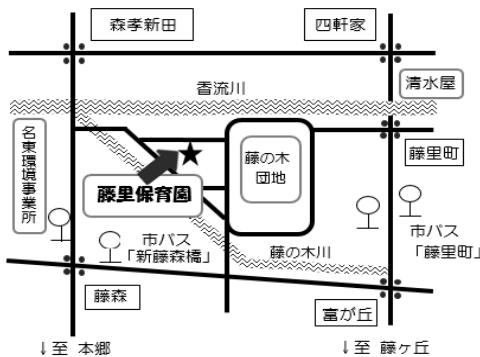 森孝新田
四軒家
香流川
清水屋
名東環境事業所
藤の木
団地
藤里町
藤里保育園
市バス
「新藤森橋」
藤の木川
市バス
「藤里町」
藤森
富が丘
↓至 本郷
↓至 藤ヶ丘